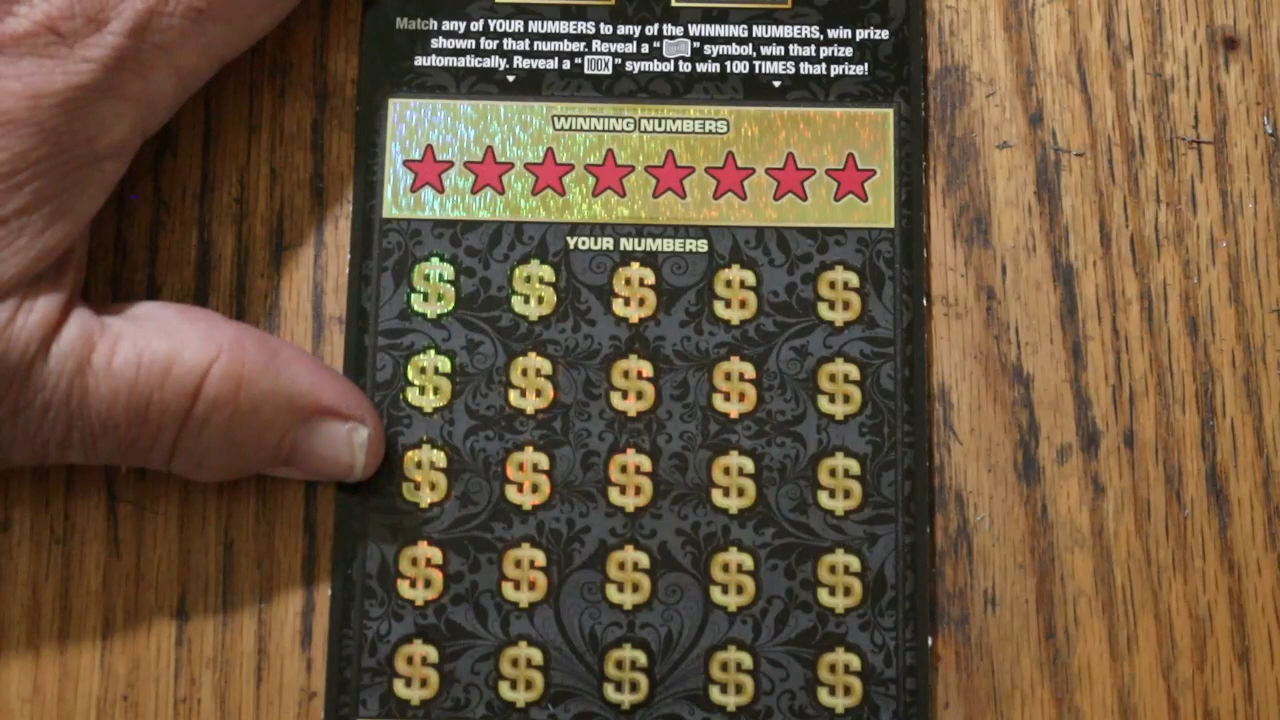 Match any of YOUR NUMBERS to any of the WINNING NUMBERS, win prize
shown for that number. Reveal a “ ” symbol, win that prize
automatically. Reveal a “ 100X ” symbol to win 100 TIMES that prize!
WINNING NUMBERS
YOUR NUMBERS
$ $ $ $ $
$ $ $ $ $
$ $ $ $ $
$ $ $ $ $
$ $ $ $ $